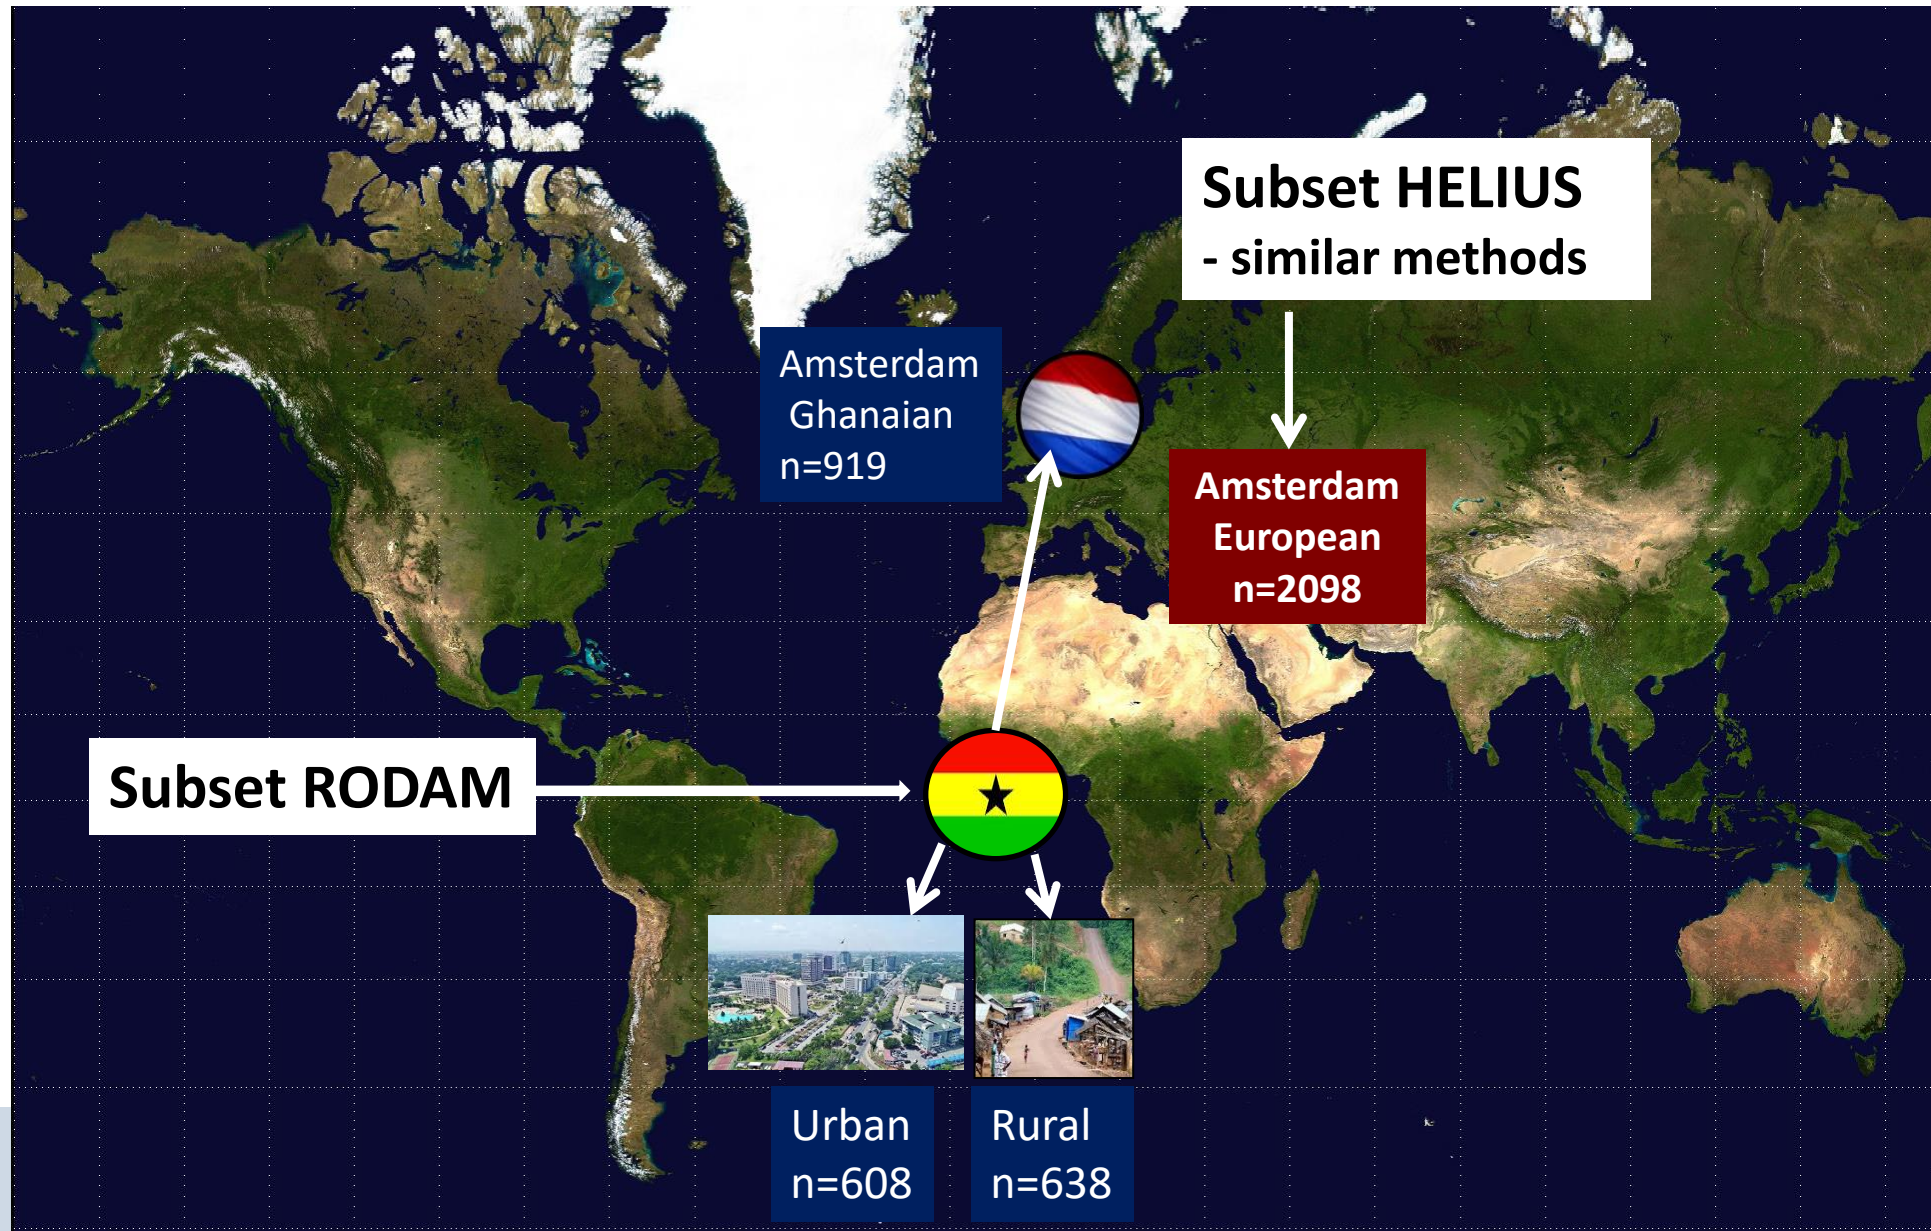 Subset HELIUS
- similar methods
Amsterdam
Ghanaian
n=919
Amsterdam
European
n=2098
Subset RODAM
Urban
n=608
Rural
n=638